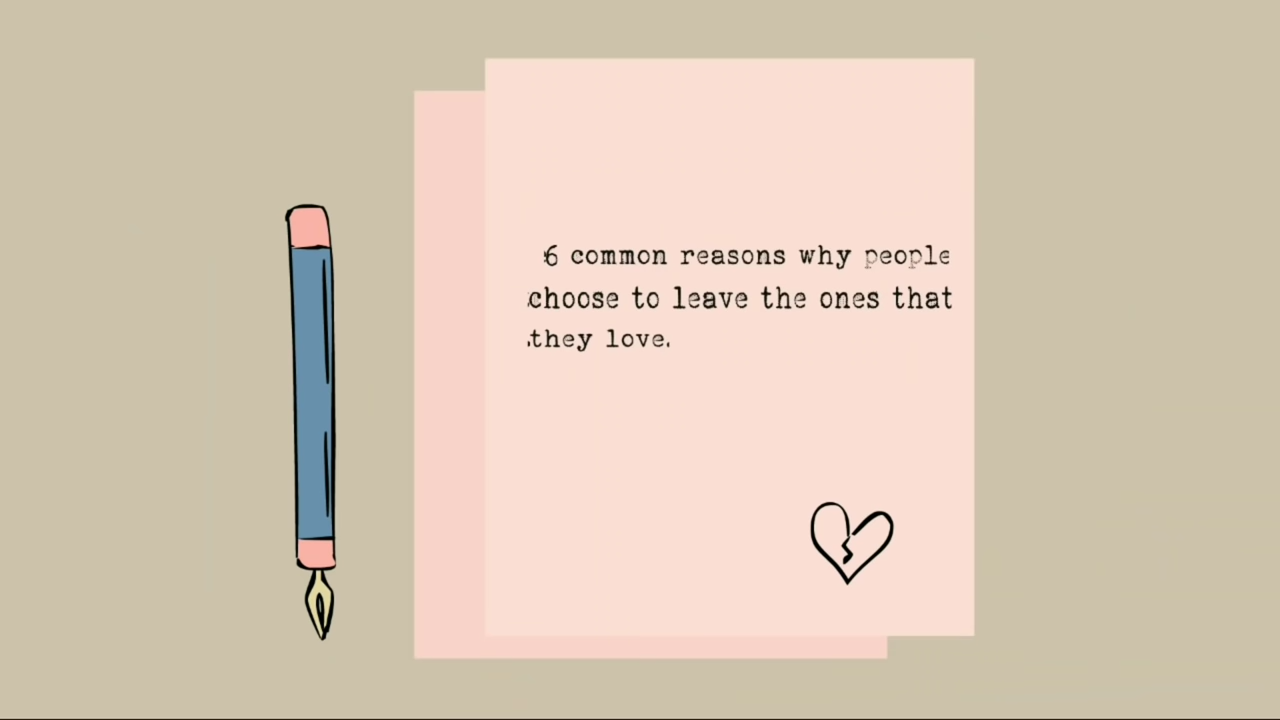 6 common reasons why people
choose to leave the ones that
they love.